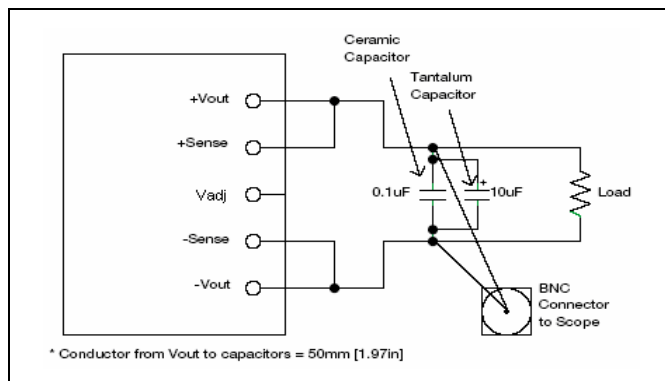 Ceramic
Capacitor
Tantalum
Capacitor
+Vout
+Sense
Vadj
-Sense
-Vout
0.1uF
+
10uF
Load
BNC
Connector
to Scope
* Conductor from Vout to capacitors = 50mm [1.97in]